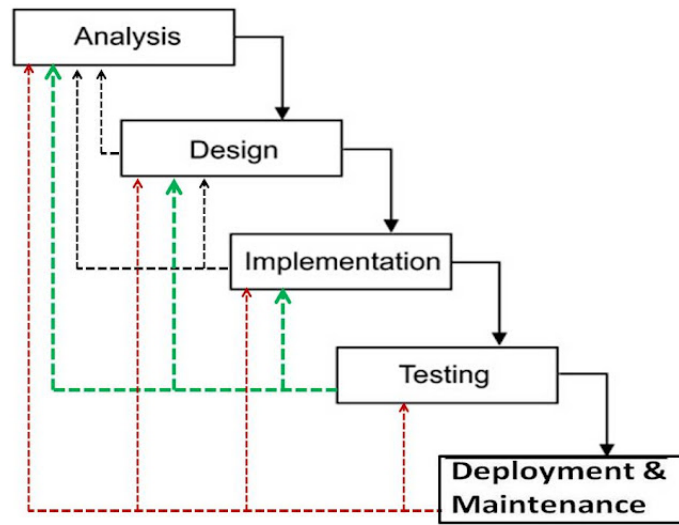 Analysis
Design
Implementation
Testing
Deployment &
Maintenance